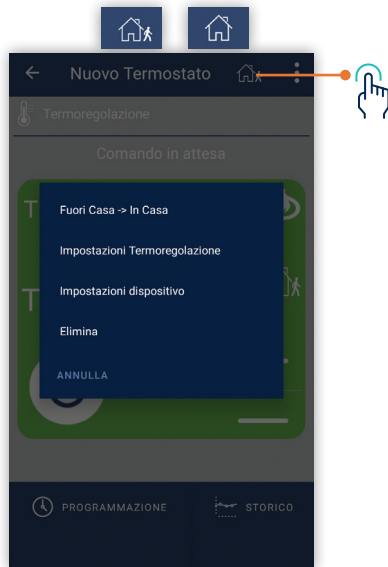 Nuovo Termostato
Termoregolazione
Comando in attesa
T
Fuori Casa -> In Casa
Impostazioni Termoregolazione
T
Impostazioni dispositivo
Elimina
ANNULLA
PROGRAMMAZIONE
STORICO